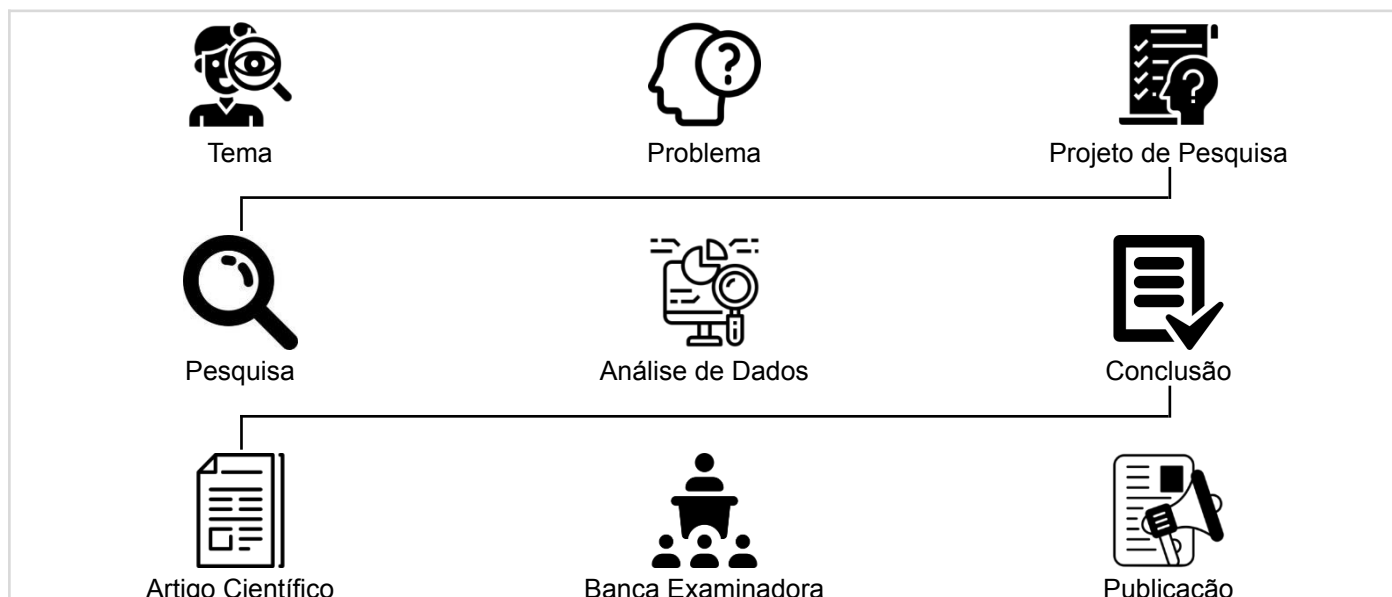 Tema
Problema
Projeto de Pesquisa
Pesquisa
Análise de Dados
Conclusão
Artigo Científico
Banca Examinadora
Publicação